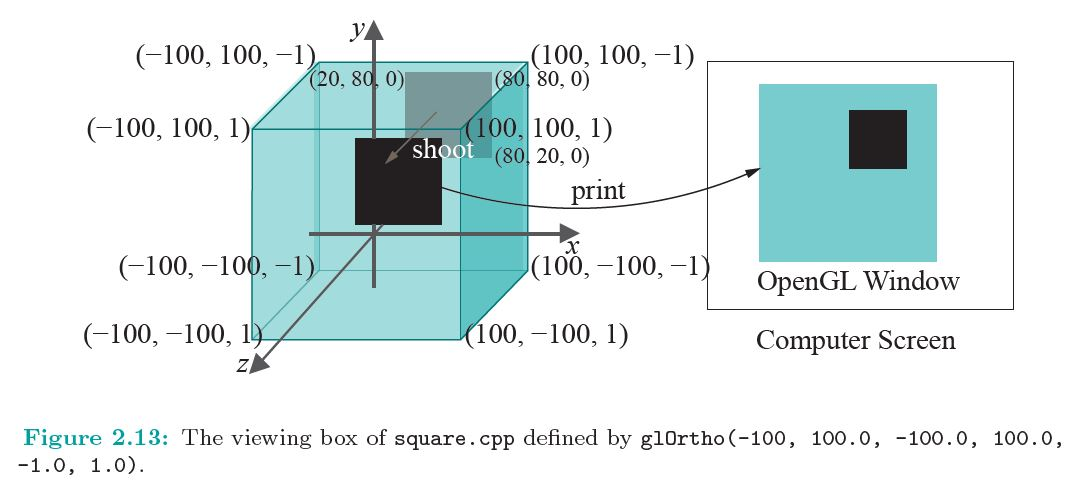 y
(−100, 100, −1)
(100, 100, −1)
(20, 80, 0)
(80, 80, 0)
(−100, 100, 1)
(100, 100, 1)
shoot
(80, 20, 0)
print
x
(−100, −100, −1)
(100, −100, −1)
OpenGL Window
(−100, −100, 1)
(100, −100, 1)
Computer Screen
z
Figure 2.13: The viewing box of square.cpp defined by glOrtho(-100, 100.0, -100.0, 100.0,
-1.0, 1.0).